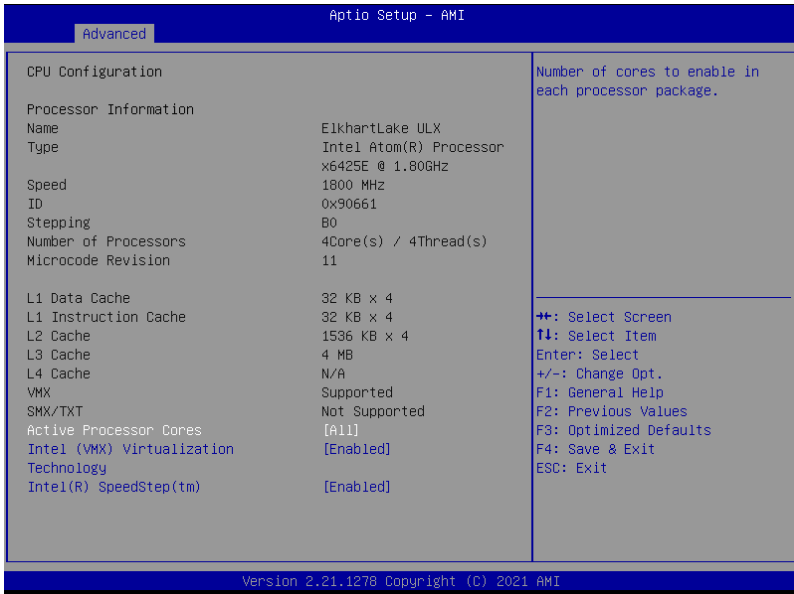 Aptio Setup – AMI
Advanced
CPU Configuration
Processor Information
Name ElkhartLake ULX
Type Intel Atom(R) Processor
x6425E @ 1.80GHz
Speed 1800 MHz
ID 0x90661
Stepping B0
Number of Processors 4Core(s) / 4Thread(s)
Microcode Revision 11
L1 Data Cache 32 KB x 4
L1 Instruction Cache 32 KB x 4
L2 Cache 1536 KB x 4
L3 Cache 4 MB
L4 Cache N/A
VMX Supported
SMX/TXT Not Supported
Active Processor Cores [All]
Intel (VMX) Virtualization [Enabled]
Technology
Intel(R) SpeedStep(tm) [Enabled]
Number of cores to enable in
each processor package.
→←: Select Screen
↑↓: Select Item
Enter: Select
+/-: Change Opt.
F1: General Help
F2: Previous Values
F3: Optimized Defaults
F4: Save & Exit
ESC: Exit
Version 2.21.1278 Copyright (C) 2021 AMI